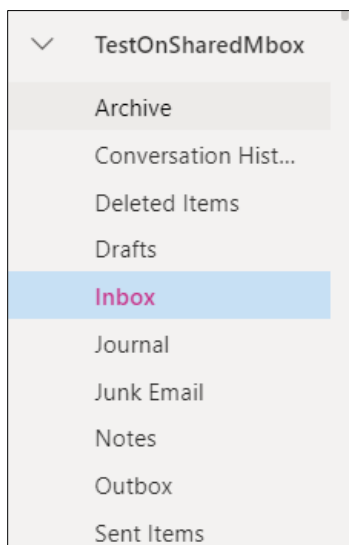 TestOnSharedMbox
Archive
Conversation Hist...
Deleted Items
Drafts
Inbox
Journal
Junk Email
Notes
Outbox
Sent Items